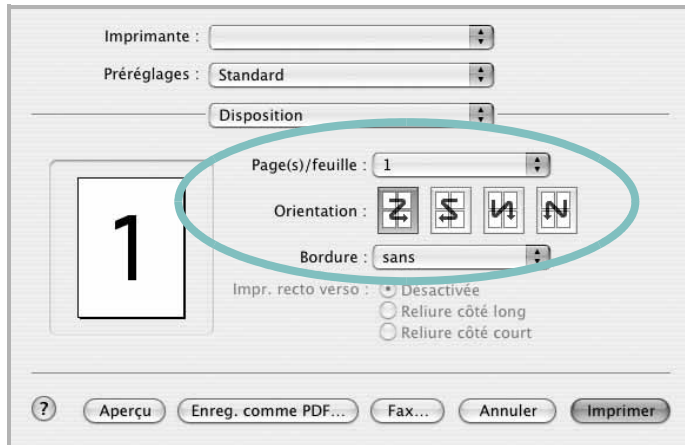 Imprimante :
Préréglages : Standard
Disposition
Page(s)/feuille : 1
1
Orientation :
Bordure : sans
Impr. recto verso : Désactivée
Reliure côté long
Reliure côté court
? Aperçu Enreg. comme PDF... Fax... Annuler Imprimer